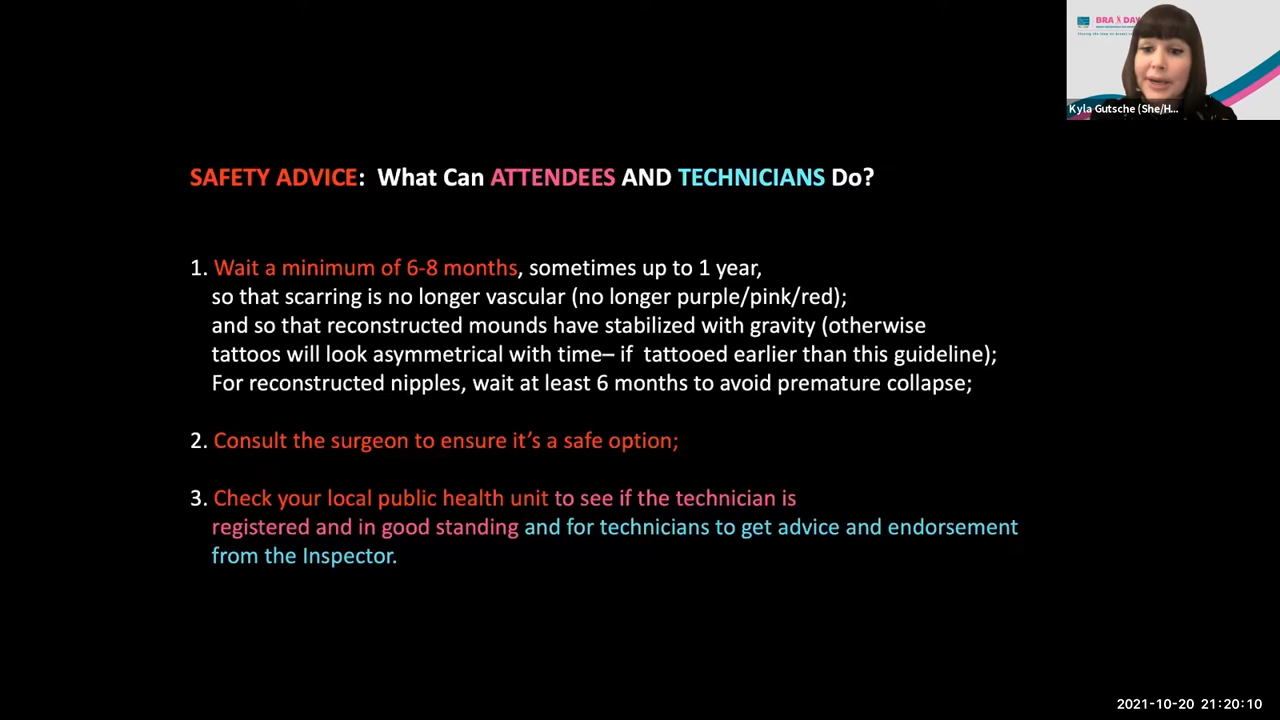 BRA DAY
Kyla Gutsche (She/H...
SAFETY ADVICE:  What Can ATTENDEES AND TECHNICIANS Do?
1. Wait a minimum of 6-8 months, sometimes up to 1 year,
so that scarring is no longer vascular (no longer purple/pink/red);
and so that reconstructed mounds have stabilized with gravity (otherwise
tattoos will look asymmetrical with time– if  tattooed earlier than this guideline);
For reconstructed nipples, wait at least 6 months to avoid premature collapse;
2. Consult the surgeon to ensure it’s a safe option;
3. Check your local public health unit to see if the technician is
registered and in good standing and for technicians to get advice and endorsement
from the Inspector.
2021-10-20 21:20:10